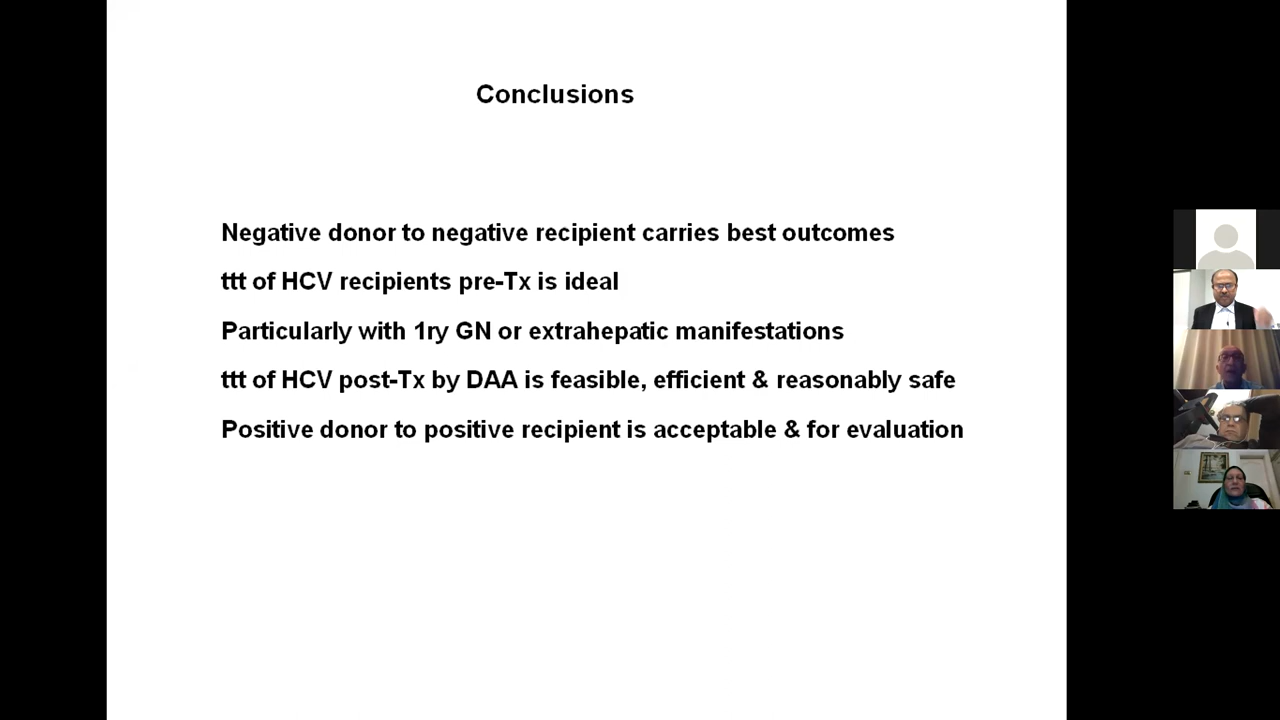 Conclusions
Negative donor to negative recipient carries best outcomes
ttt of HCV recipients pre-Tx is ideal
Particularly with 1ry GN or extrahepatic manifestations
ttt of HCV post-Tx by DAA is feasible, efficient & reasonably safe
Positive donor to positive recipient is acceptable & for evaluation